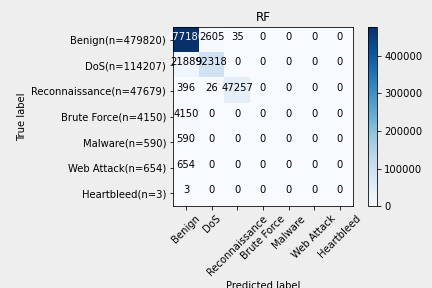 RF
Benign(n=479820) 7718 2605 35 0 0 0 0
DoS(n=114207) 21889 92318 0 0 0 0 0
Reconnaissance(n=47679) 396 26 47257 0 0 0 0
Brute Force(n=4150) 4150 0 0 0 0 0 0
Malware(n=590) 590 0 0 0 0 0 0
Web Attack(n=654) 654 0 0 0 0 0 0
Heartbleed(n=3) 3 0 0 0 0 0 0
True label
Benign
DoS
Reconnaissance
Brute Force
Malware
Web Attack
Heartbleed
Predicted label
400000
300000
200000
100000
0